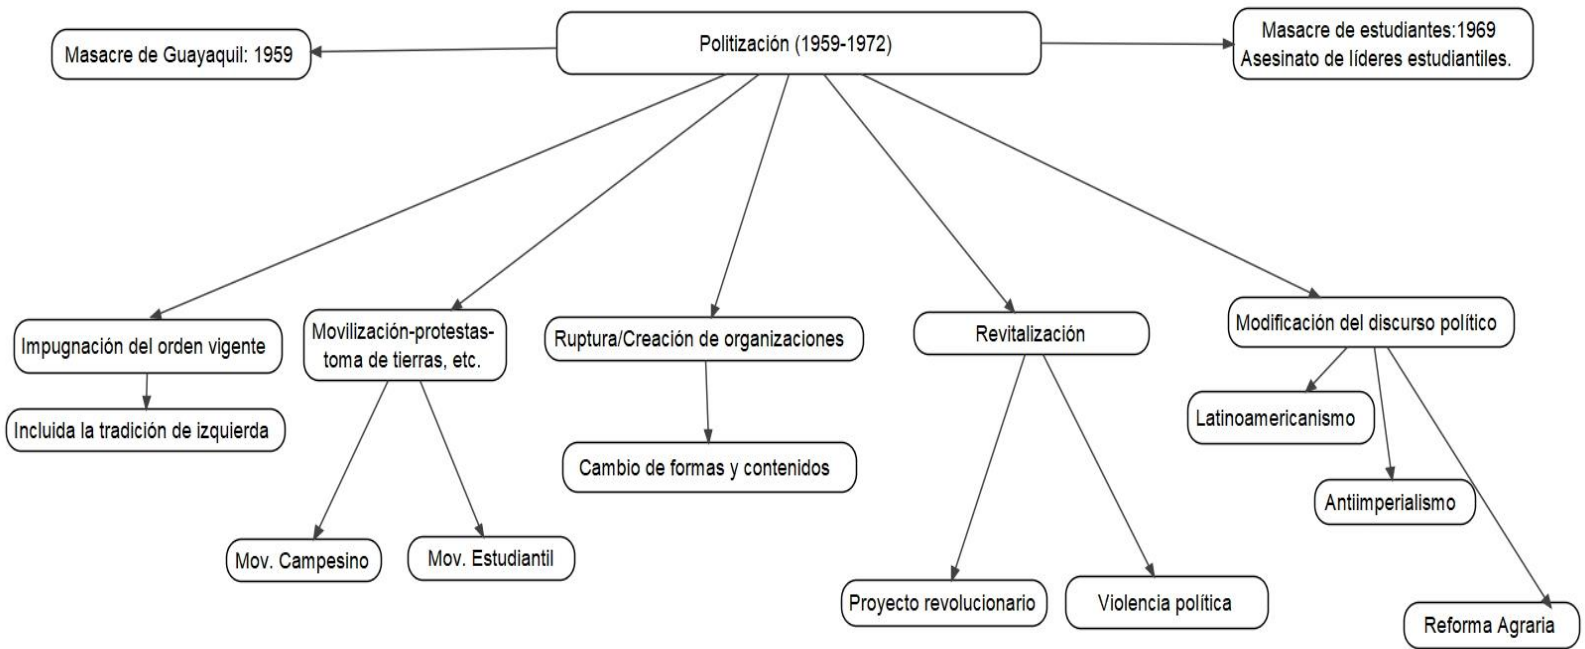 Politización (1959-1972)
Masacre de Guayaquil: 1959
Masacre de estudiantes:1969
Asesinato de líderes estudiantiles.
Impugnación del orden vigente
Incluida la tradición de izquierda
Movilización-protestas-
toma de tierras, etc.
Mov. Campesino
Mov. Estudiantil
Ruptura/Creación de organizaciones
Cambio de formas y contenidos
Revitalización
Proyecto revolucionario
Violencia política
Modificación del discurso político
Latinoamericanismo
Antiimperialismo
Reforma Agraria